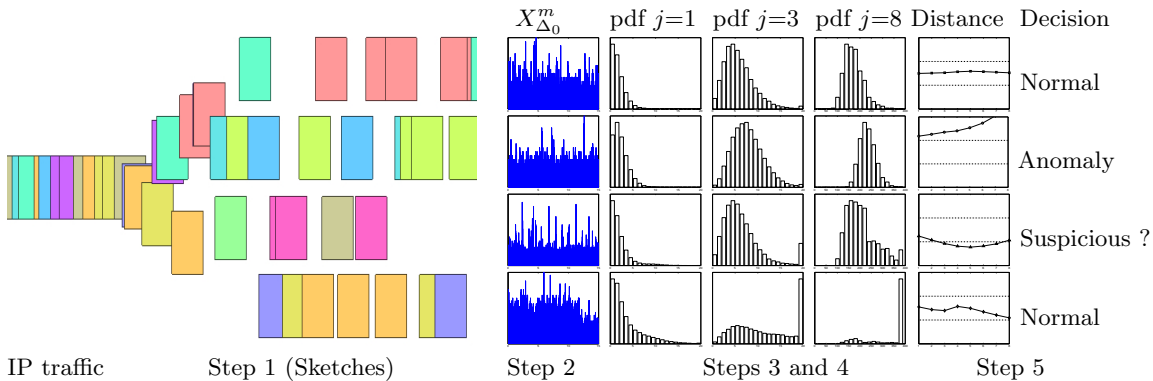 $X^m_{\Delta_0}$ pdf j=1 pdf j=3 pdf j=8 Distance Decision
Normal
Anomaly
Suspicious ?
Normal
IP traffic Step 1 (Sketches) Step 2 Steps 3 and 4 Step 5